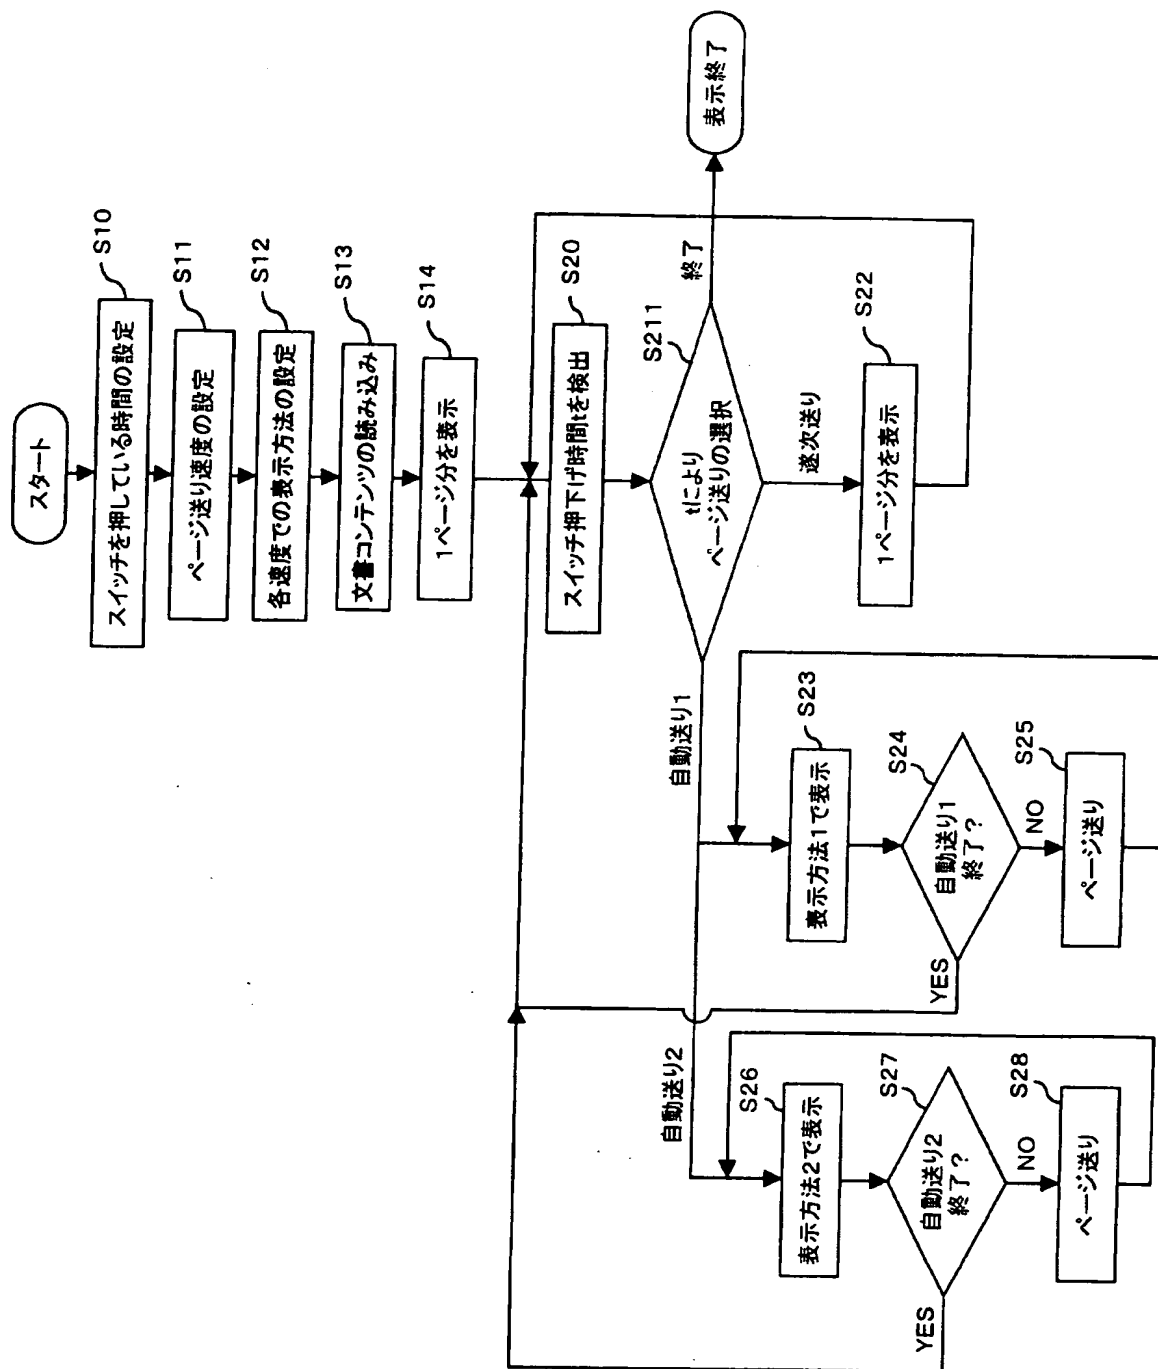 スタート
スイッチを押している時間の設定
S10
ページ送り速度の設定
S11
各速度での表示方法の設定
S12
文書コンテンツの読み込み
S13
1ページ分を表示
S14
スイッチ押下げ時間tを検出
S20
tにより
ページ送りの選択
S211
終了
表示終了
逐次送り
1ページ分を表示
S22
自動送り1
表示方法1で表示
S23
自動送り1
終了?
S24
YES
NO
ページ送り
S25
自動送り2
表示方法2で表示
S26
自動送り2
終了?
S27
YES
NO
ページ送り
S28